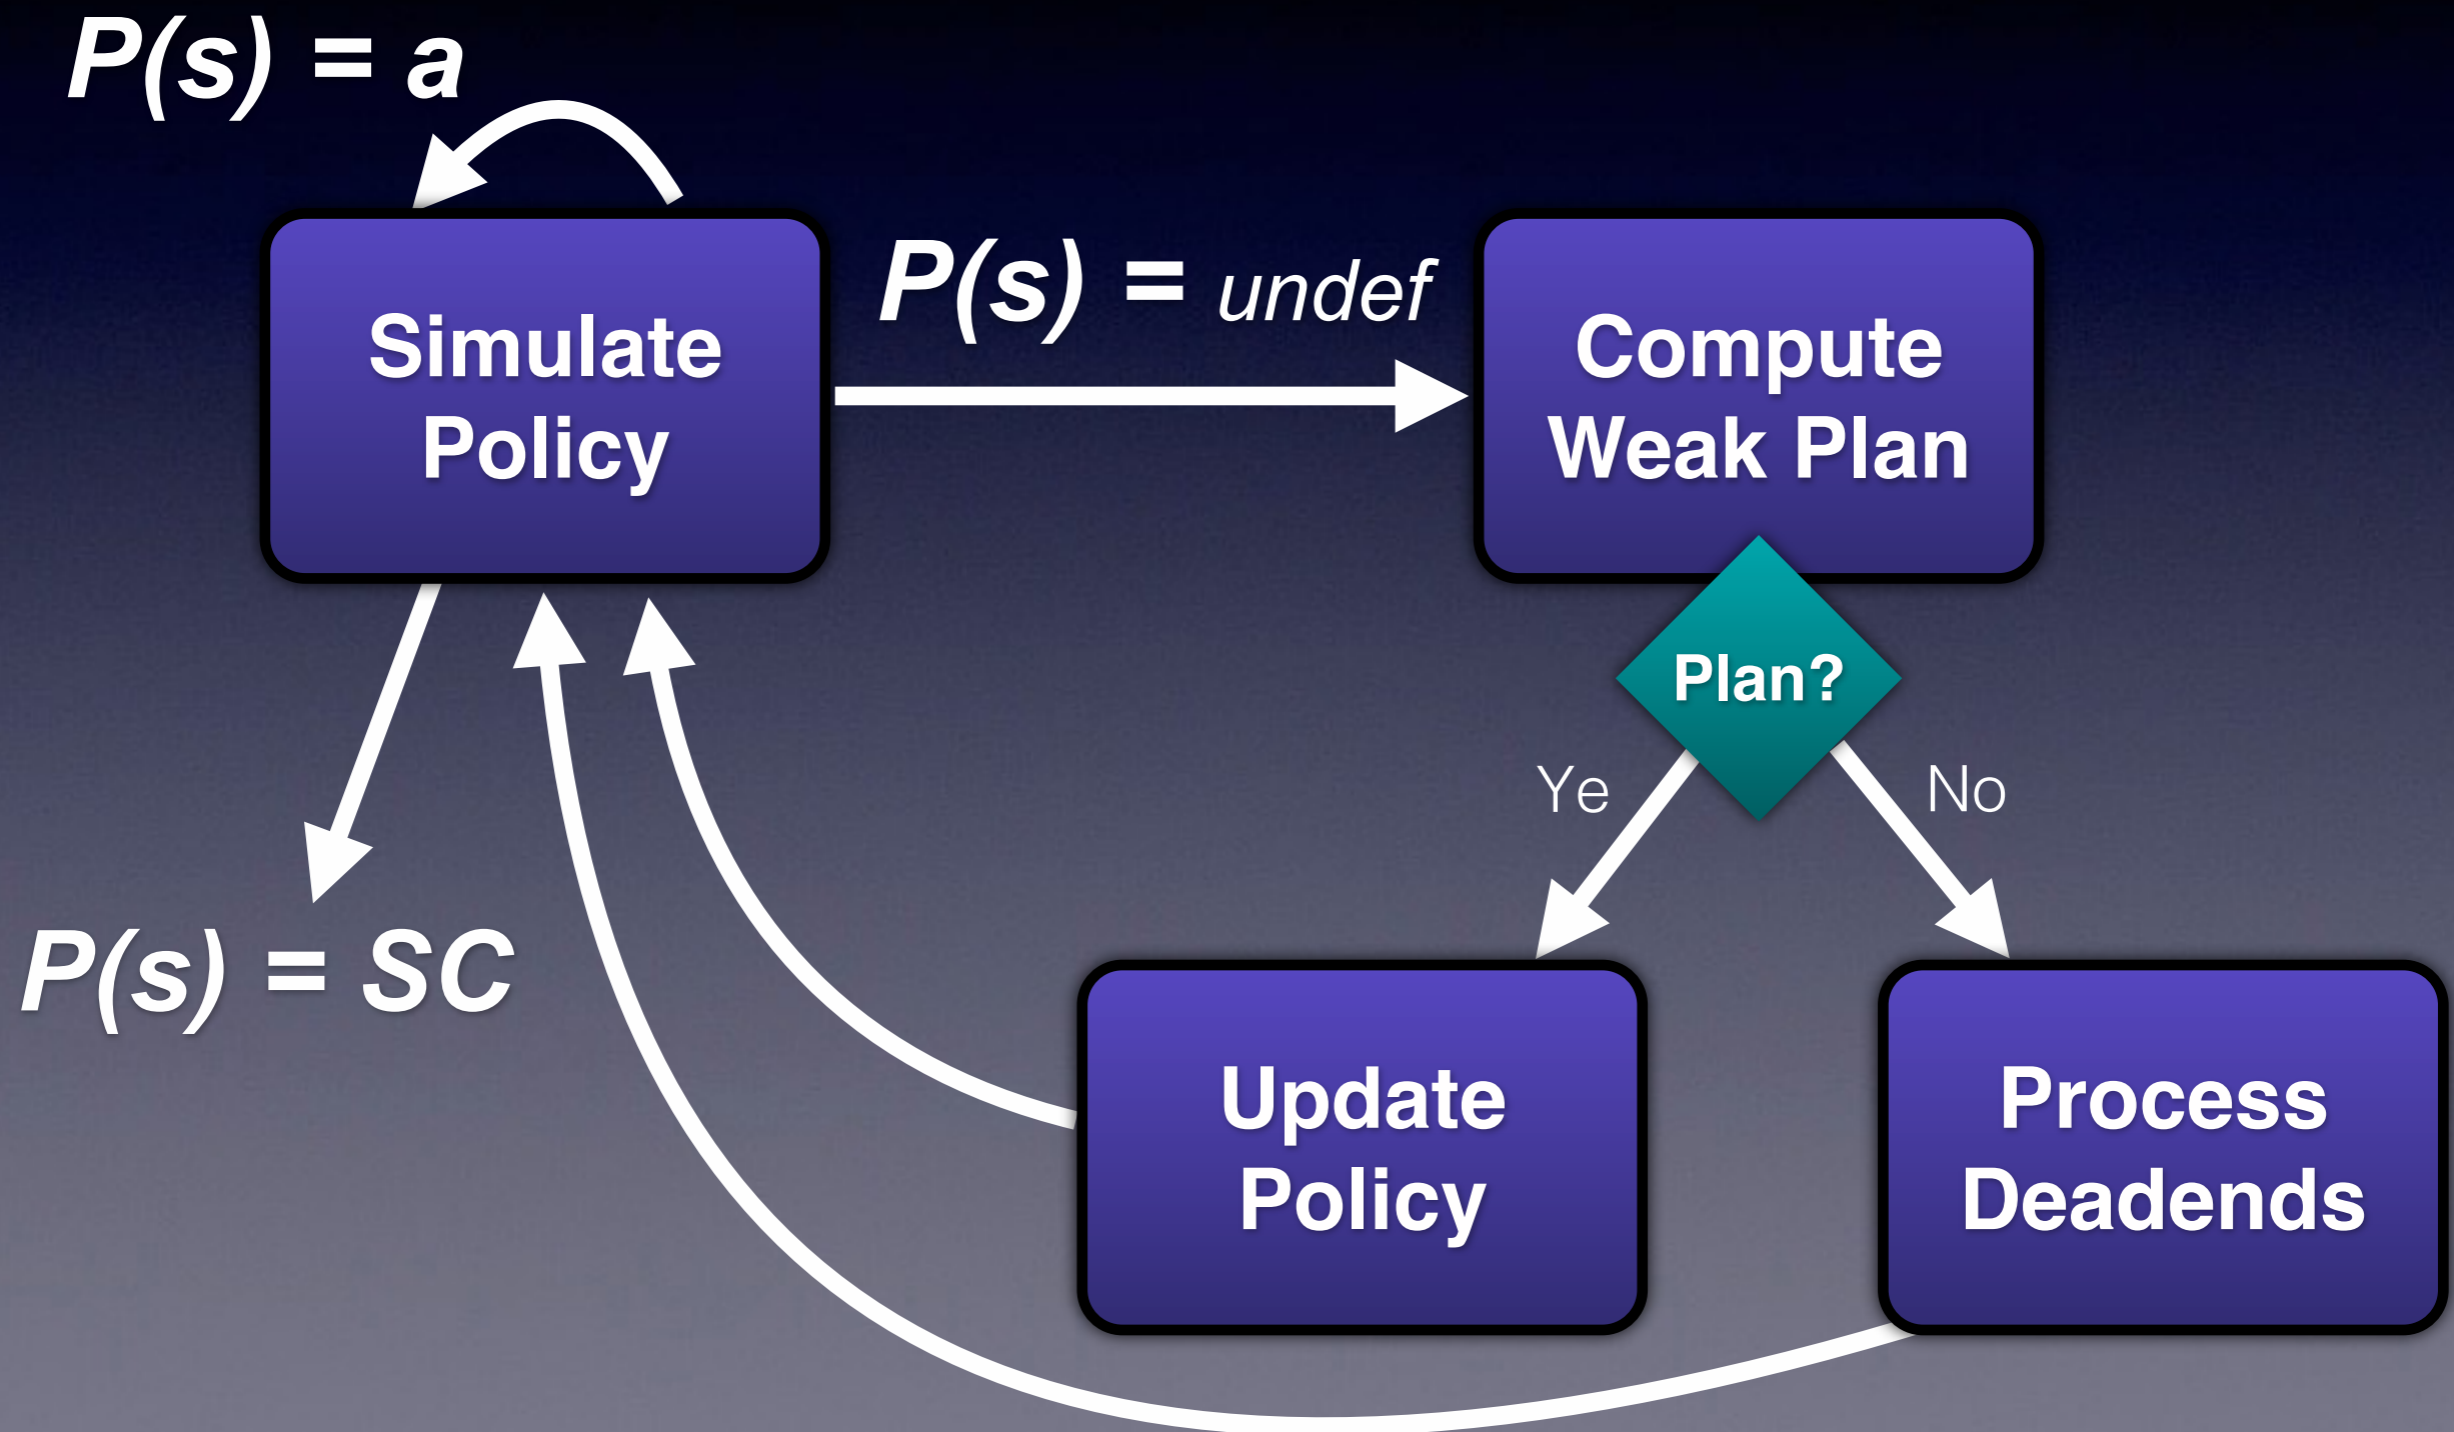 P(s) = a
Simulate
Policy
P(s) = undef
Compute
Weak Plan
Plan?
Ye
No
P(s) = SC
Update
Policy
Process
Deadends